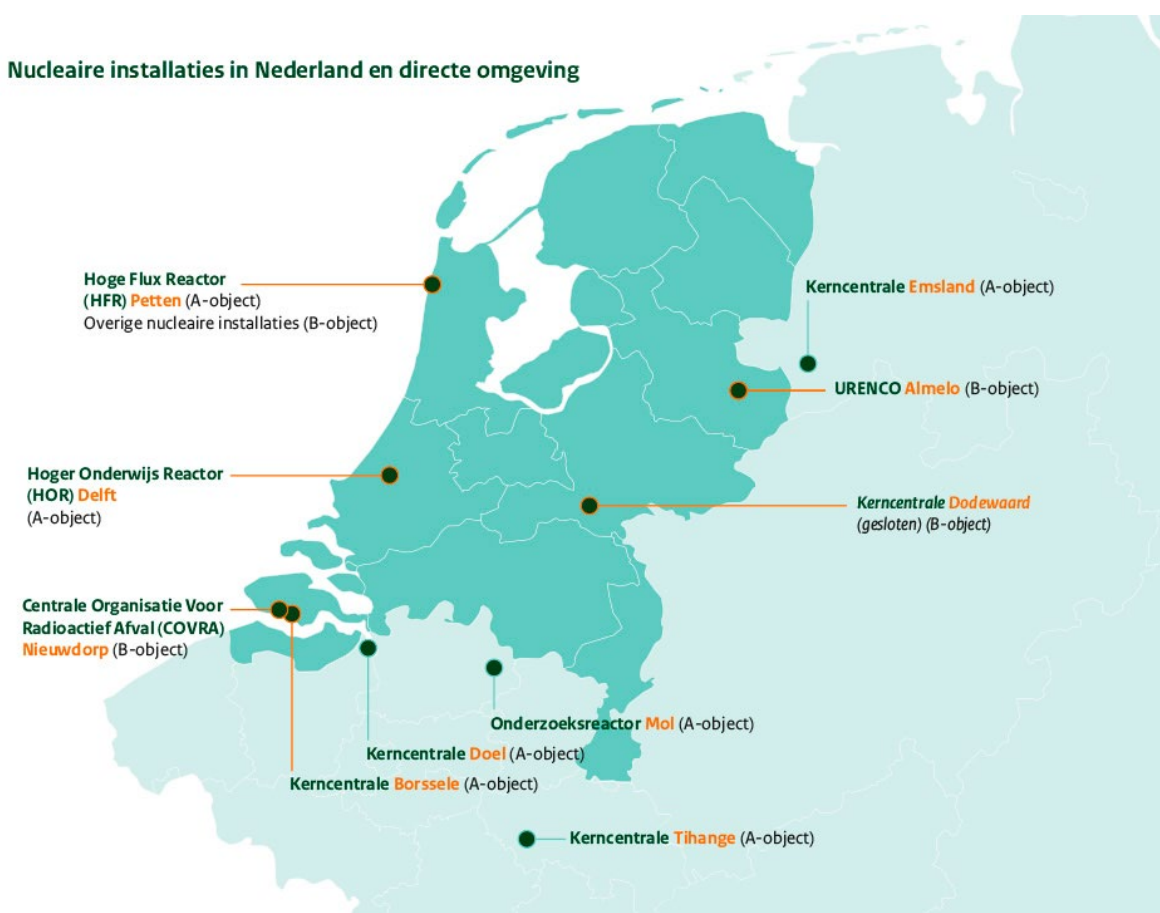 Nucleaire installaties in Nederland en directe omgeving
Hoge Flux Reactor
(HFR) Petten (A-object)
Overige nucleaire installaties (B-object)
Kerncentrale Emsland (A-object)
URENCO Almelo (B-object)
Hoger Onderwijs Reactor
(HOR) Delft
(A-object)
Kerncentrale Dodewaard
(gesloten) (B-object)
Centrale Organisatie Voor
Radioactief Afval (COVRA)
Nieuwdorp (B-object)
Onderzoeksreactor Mol (A-object)
Kerncentrale Doel (A-object)
Kerncentrale Borssele (A-object)
Kerncentrale Tihange (A-object)